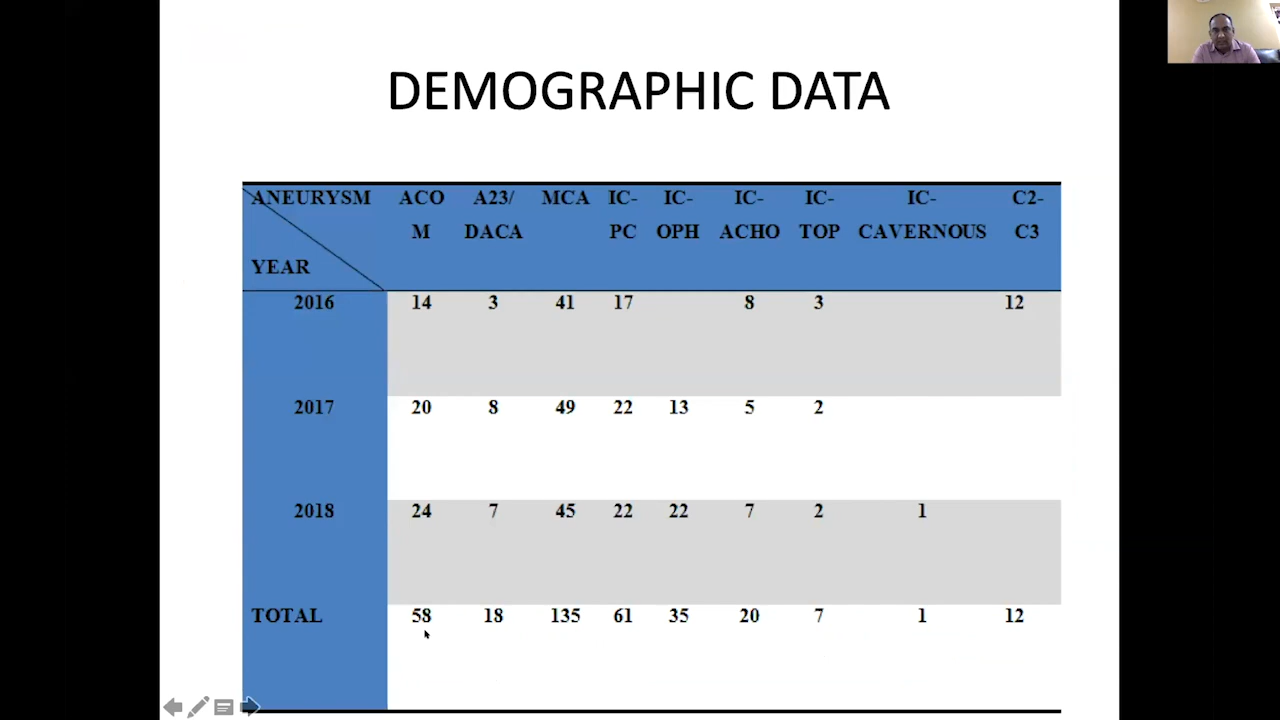 DEMOGRAPHIC DATA
ANEURYSM ACO A23/ MCA IC- IC- IC- IC- IC- C2-
M DACA PC OPH ACHO TOP CAVERNOUS C3
YEAR
2016 14 3 41 17 8 3 12
2017 20 8 49 22 13 5 2
2018 24 7 45 22 22 7 2 1
TOTAL 58 18 135 61 35 20 7 1 12